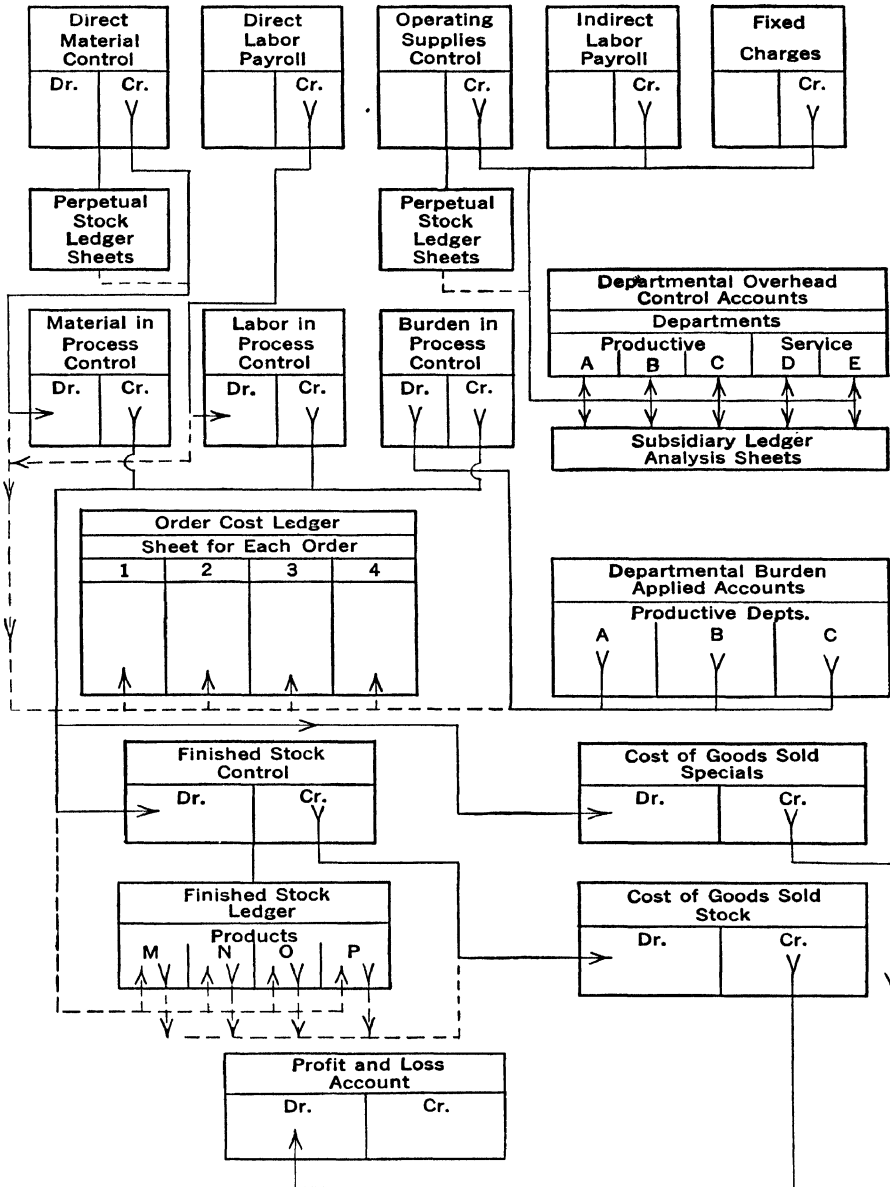 Direct
Material
Control
Dr. Cr.
Direct
Labor
Payroll
Cr.
Operating
Supplies
Control
Cr.
Indirect
Labor
Payroll
Cr.
Fixed
Charges
Cr.
Perpetual
Stock
Ledger
Sheets
Perpetual
Stock
Ledger
Sheets
Departmental Overhead
Control Accounts
Departments
Productive Service
A B C D E
Material in
Process
Control
Dr. Cr.
Labor in
Process
Control
Dr. Cr.
Burden in
Process
Control
Dr. Cr.
Subsidiary Ledger
Analysis Sheets
Order Cost Ledger
Sheet for Each Order
1 2 3 4
Departmental Burden
Applied Accounts
Productive Depts.
A B C
Finished Stock
Control
Dr. Cr.
Cost of Goods Sold
Specials
Dr. Cr.
Finished Stock
Ledger
Products
M N O P
Cost of Goods Sold
Stock
Dr. Cr.
Profit and Loss
Account
Dr. Cr.